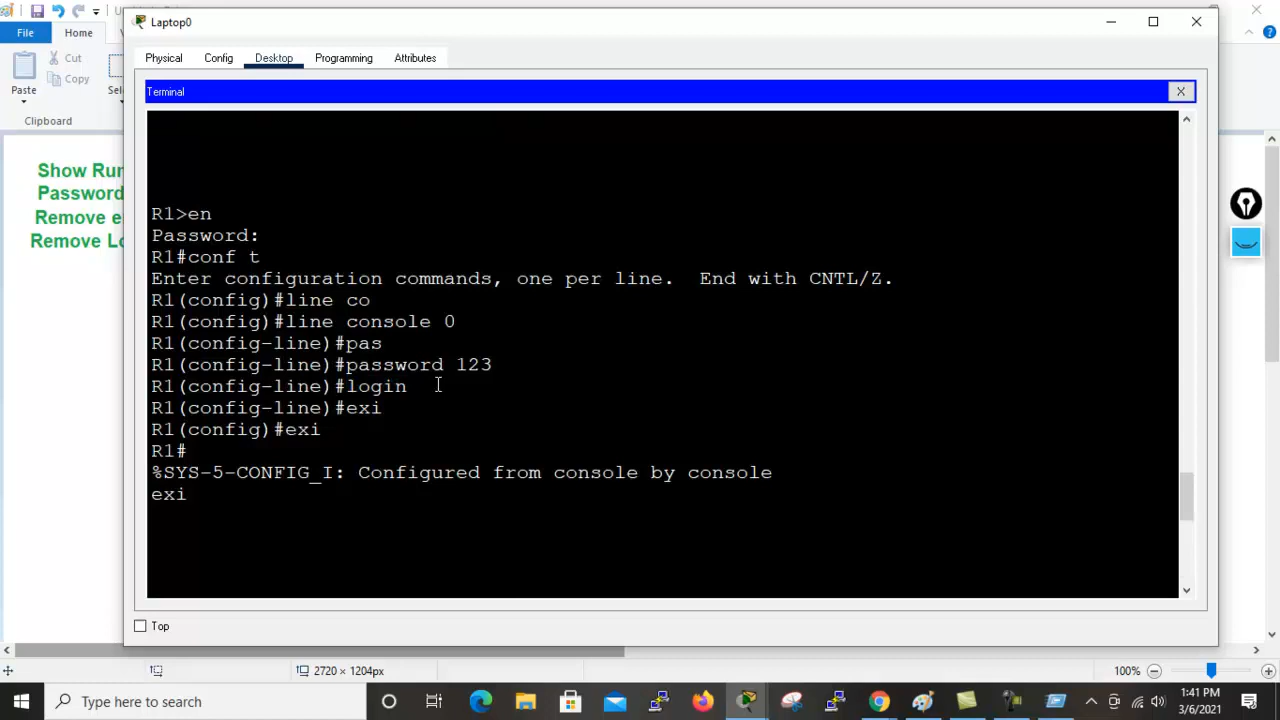 Laptop0
File
Home
Cut
Copy
Paste
Clipboard
Physical
Config
Desktop
Programming
Attributes
Terminal
X
Show Run
Password
Remove e
Remove Lo
R1>en
Password:
R1#conf t
Enter configuration commands, one per line.  End with CNTL/Z.
R1(config)#line co
R1(config)#line console 0
R1(config-line)#pas
R1(config-line)#password 123
R1(config-line)#login
R1(config-line)#exi
R1(config)#exi
R1#
%SYS-5-CONFIG_I: Configured from console by console
exi
Top
2720 × 1204px
100%
Type here to search
1:41 PM
3/6/2021